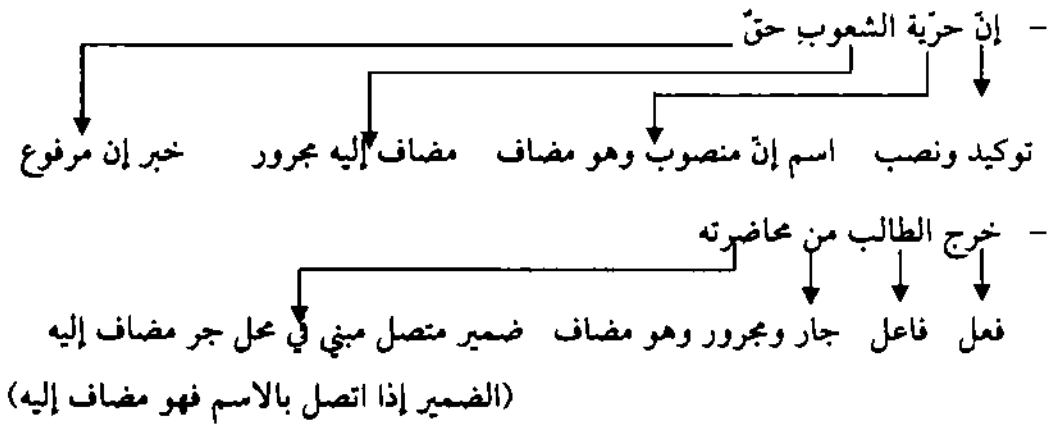 - إنّ حرّية الشعوبِ حقّ
توكيد ونصب اسم إنّ منصوب وهو مضاف مضاف إليه مجرور خبر إن مرفوع
- خرج الطالب من محاضرته
فعل فاعل جار ومجرور وهو مضاف ضمير متصل مبني في محل جر مضاف إليه
(الضمير إذا اتصل بالاسم فهو مضاف إليه)